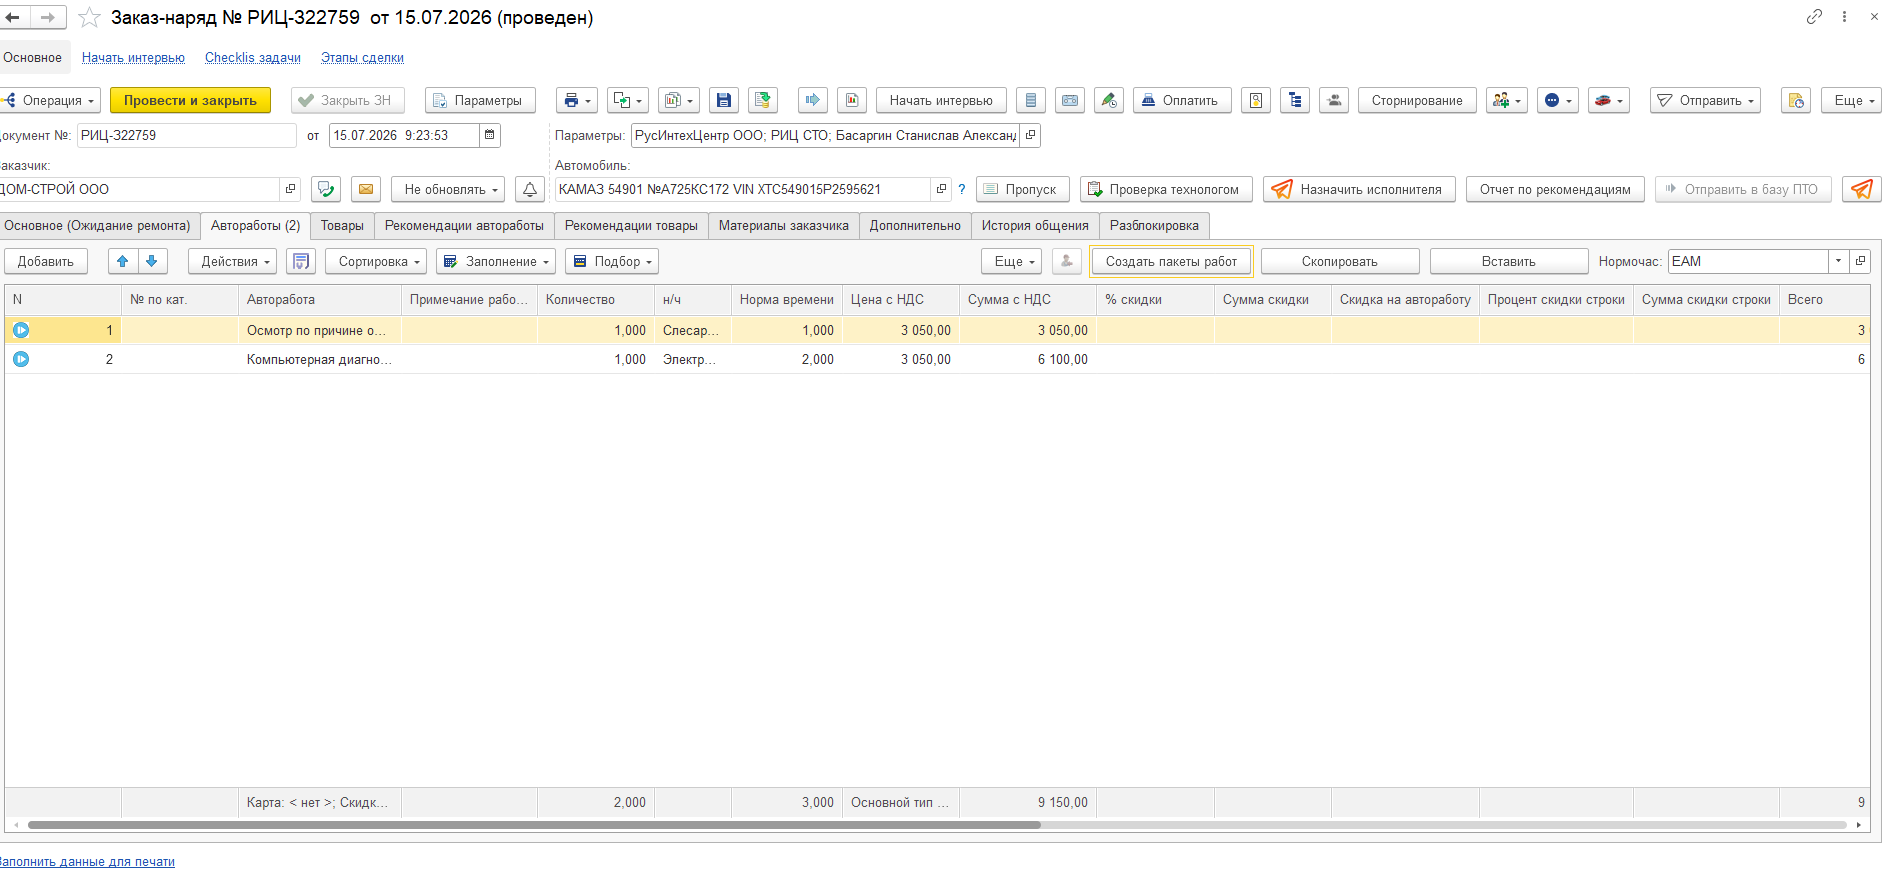 Заказ-наряд № РИЦ-322759 от 15.07.2026 (проведен)
Основное Начать интервью Checklis задачи Этапы сделки
Операция Провести и закрыть Закрыть ЗН Параметры Начать интервью Оплатить Сторнирование Отправить Еще
Документ №: РИЦ-322759 от 15.07.2026 9:23:53 Параметры: РусИнтехЦентр ООО; РИЦ СТО; Басаргин Станислав Александ
Заказчик: Автомобиль:
ДОМ-СТРОЙ ООО Не обновлять КАМАЗ 54901 №А725КС172 VIN XTC549015P2595621 ? Пропуск Проверка технологом Назначить исполнителя Отчет по рекомендациям Отправить в базу ПТО
Основное (Ожидание ремонта) Автоработы (2) Товары Рекомендации автоработы Рекомендации товары Материалы заказчика Дополнительно История общения Разблокировка
Добавить Действия Сортировка Заполнение Подбор Еще Создать пакеты работ Скопировать Вставить Нормочас: EAM
N № по кат. Авторабота Примечание рабо... Количество н/ч Норма времени Цена с НДС Сумма с НДС % скидки Сумма скидки Скидка на автоработу Процент скидки строки Сумма скидки строки Всего
1 Осмотр по причине о... 1,000 Слесар... 1,000 3 050,00 3 050,00 3
2 Компьютерная диагно... 1,000 Электр... 2,000 3 050,00 6 100,00 6
Карта: < нет >; Скидк... 2,000 3,000 Основной тип ... 9 150,00 9
Заполнить данные для печати